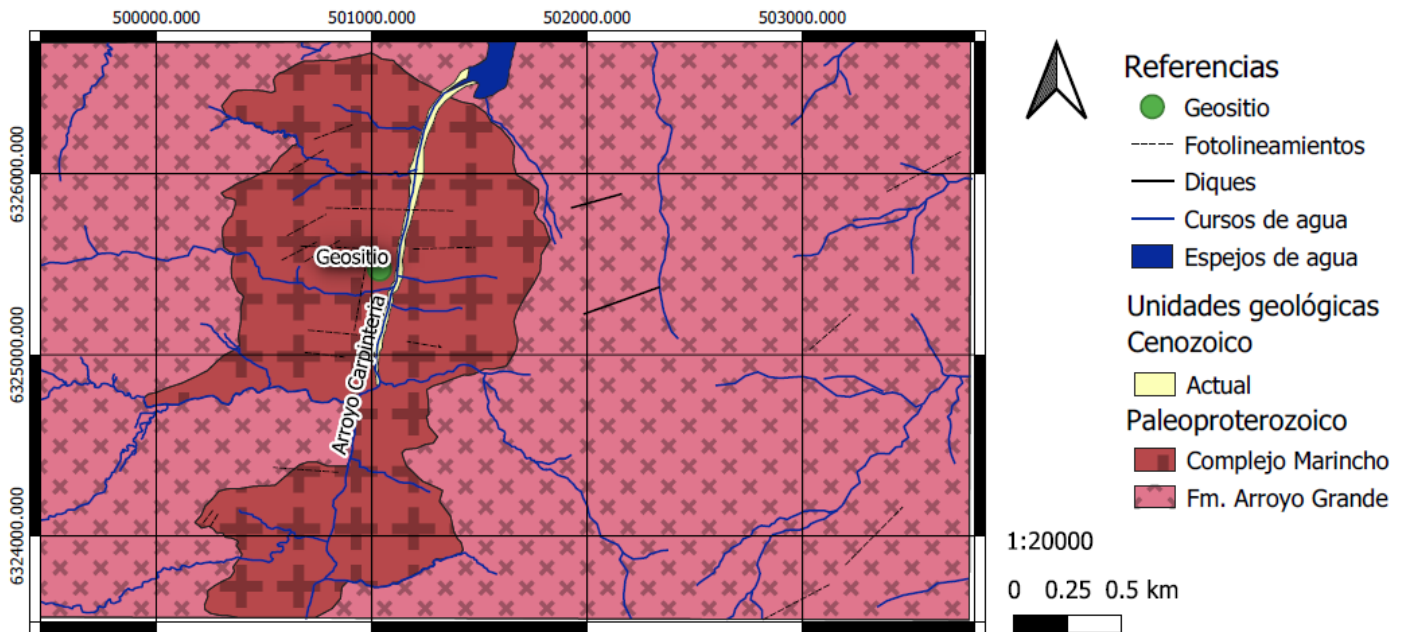 500000.000 501000.000 502000.000 503000.000
6326000.000
6325000.000
6324000.000
Geositio
Arroyo Carpinteria
Referencias
Geositio
Fotolineamientos
Diques
Cursos de agua
Espejos de agua
Unidades geológicas
Cenozoico
Actual
Paleoproterozoico
Complejo Marincho
Fm. Arroyo Grande
1:20000
0 0.25 0.5 km